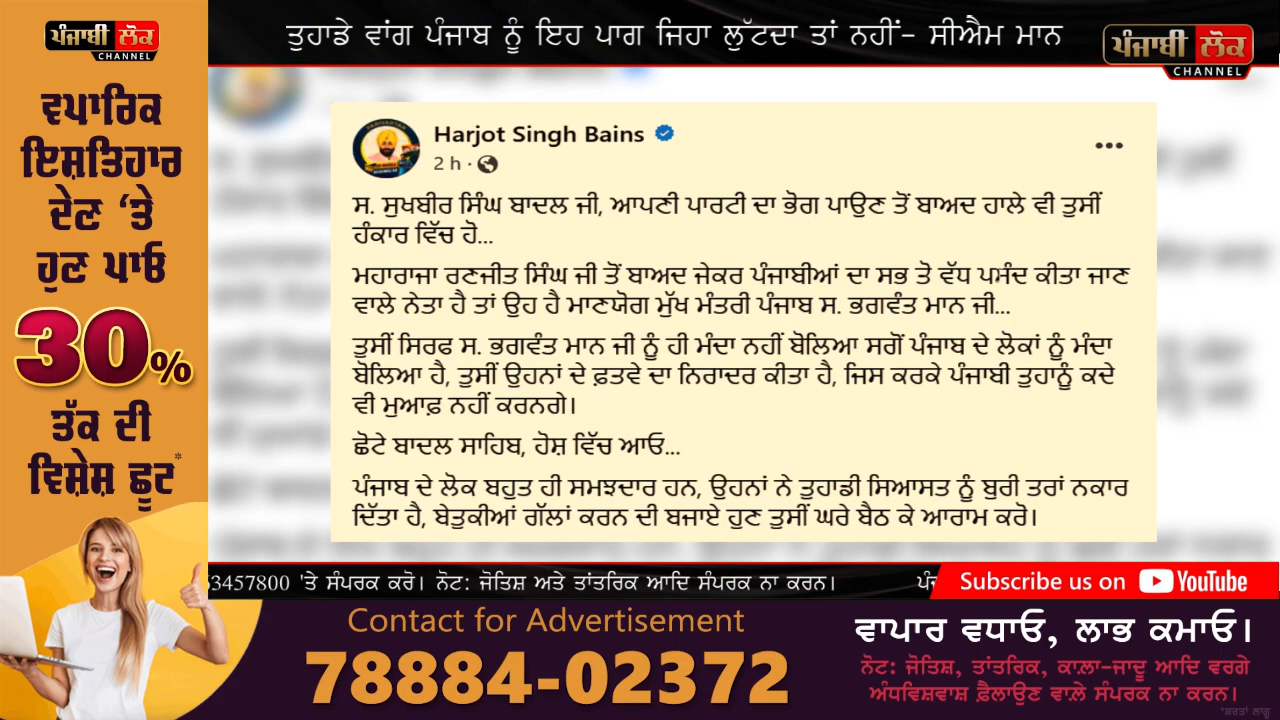 ਪੰਜਾਬੀ ਲੋਕ
CHANNEL
ਵਪਾਰਿਕ
ਇਸ਼ਤਿਹਾਰ
ਦੇਣ ‘ਤੇ
ਹੁਣ ਪਾਓ
30%
ਤੱਕ ਦੀ
ਵਿਸ਼ੇਸ਼ ਛੂਟ*
ਤੁਹਾਡੇ ਵਾਂਗ ਪੰਜਾਬ ਨੂੰ ਇਹ ਪਾਗ ਜਿਹਾ ਲੁੱਟਦਾ ਤਾਂ ਨਹੀਂ- ਸੀਐਮ ਮਾਨ
ਪੰਜਾਬੀ ਲੋਕ
CHANNEL
Harjot Singh Bains
2 h ·
ਸ. ਸੁਖਬੀਰ ਸਿੰਘ ਬਾਦਲ ਜੀ, ਆਪਣੀ ਪਾਰਟੀ ਦਾ ਭੋਗ ਪਾਉਣ ਤੋਂ ਬਾਅਦ ਹਾਲੇ ਵੀ ਤੁਸੀਂ
ਹੰਕਾਰ ਵਿੱਚ ਹੋ...
ਮਹਾਰਾਜਾ ਰਣਜੀਤ ਸਿੰਘ ਜੀ ਤੋਂ ਬਾਅਦ ਜੇਕਰ ਪੰਜਾਬੀਆਂ ਦਾ ਸਭ ਤੋ ਵੱਧ ਪਸੰਦ ਕੀਤਾ ਜਾਣ
ਵਾਲੇ ਨੇਤਾ ਹੈ ਤਾਂ ਉਹ ਹੈ ਮਾਣਯੋਗ ਮੁੱਖ ਮੰਤਰੀ ਪੰਜਾਬ ਸ. ਭਗਵੰਤ ਮਾਨ ਜੀ...
ਤੁਸੀਂ ਸਿਰਫ ਸ. ਭਗਵੰਤ ਮਾਨ ਜੀ ਨੂੰ ਹੀ ਮੰਦਾ ਨਹੀਂ ਬੋਲਿਆ ਸਗੋਂ ਪੰਜਾਬ ਦੇ ਲੋਕਾਂ ਨੂੰ ਮੰਦਾ
ਬੋਲਿਆ ਹੈ, ਤੁਸੀਂ ਉਹਨਾਂ ਦੇ ਫ਼ਤਵੇ ਦਾ ਨਿਰਾਦਰ ਕੀਤਾ ਹੈ, ਜਿਸ ਕਰਕੇ ਪੰਜਾਬੀ ਤੁਹਾਨੂੰ ਕਦੇ
ਵੀ ਮੁਆਫ਼ ਨਹੀਂ ਕਰਨਗੇ।
ਛੋਟੇ ਬਾਦਲ ਸਾਹਿਬ, ਹੋਸ਼ ਵਿੱਚ ਆਓ...
ਪੰਜਾਬ ਦੇ ਲੋਕ ਬਹੁਤ ਹੀ ਸਮਝਦਾਰ ਹਨ, ਉਹਨਾਂ ਨੇ ਤੁਹਾਡੀ ਸਿਆਸਤ ਨੂੰ ਬੁਰੀ ਤਰਾਂ ਨਕਾਰ
ਦਿੱਤਾ ਹੈ, ਬੇਤੁਕੀਆਂ ਗੱਲਾਂ ਕਰਨ ਦੀ ਬਜਾਏ ਹੁਣ ਤੁਸੀਂ ਘਰੇ ਬੈਠ ਕੇ ਆਰਾਮ ਕਰੋ।
3457800 'ਤੇ ਸੰਪਰਕ ਕਰੋ। ਨੋਟ: ਜੋਤਿਸ਼ ਅਤੇ ਤਾਂਤਰਿਕ ਆਦਿ ਸੰਪਰਕ ਨਾ ਕਰਨ।
Subscribe us on YouTube
Contact for Advertisement
78884-02372
ਵਾਪਾਰ ਵਧਾਓ, ਲਾਭ ਕਮਾਓ।
ਨੋਟ: ਜੋਤਿਸ਼, ਤਾਂਤਰਿਕ, ਕਾਲਾ-ਜਾਦੂ ਆਦਿ ਵਰਗੇ
ਅੰਧਵਿਸ਼ਵਾਸ਼ ਫ਼ੈਲਾਉਣ ਵਾਲ਼ੇ ਸੰਪਰਕ ਨਾ ਕਰਨ।
*ਸ਼ਰਤਾਂ ਲਾਗੂ